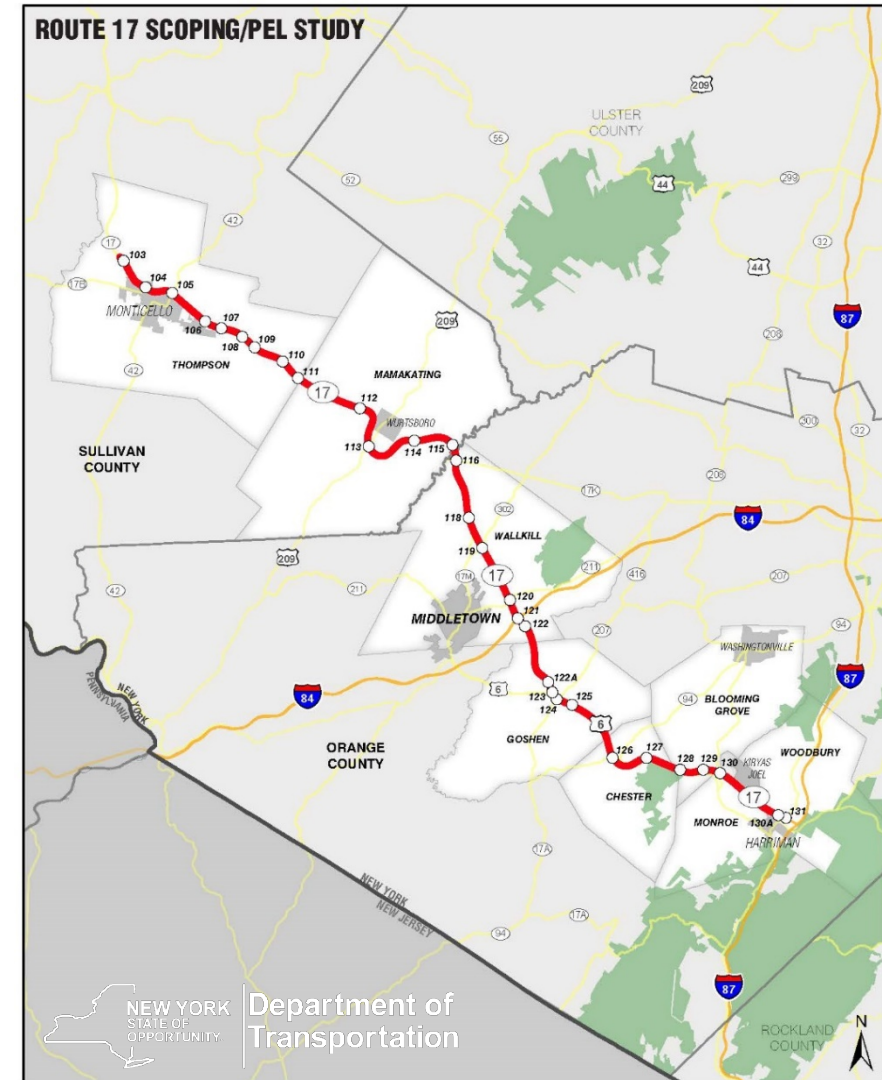 ROUTE 17 SCOPING/PEL STUDY
209
ULSTER
COUNTY
56
44
299
52
42
32
17
103
44
17B
104
105
MONTICELLO
106
107
108
109
110
111
THOMPSON
17
209
87
208
MAMAKATING
112
WURTSBORO
113
114
115
116
42
300
32
SULLIVAN
COUNTY
208
17K
302
84
118
WALLKILL
119
209
17
17M
211
211
416
207
42
120
MIDDLETOWN
121
122
207
WASHINGTONVILLE
94
87
NEW YORK
PENNSYLVANIA
84
6
122A
123
124
125
6
94
BLOOMING
GROVE
GOSHEN
ORANGE
COUNTY
WOODBURY
126
127
128
129
130
KIRYAS
JOEL
CHESTER
17
131
130A
MONROE
HARRIMAN
17A
NEW YORK
NEW JERSEY
94
17A
87
NEW YORK
STATE OF
OPPORTUNITY.
Department of
Transportation
ROCKLAND
COUNTY
N